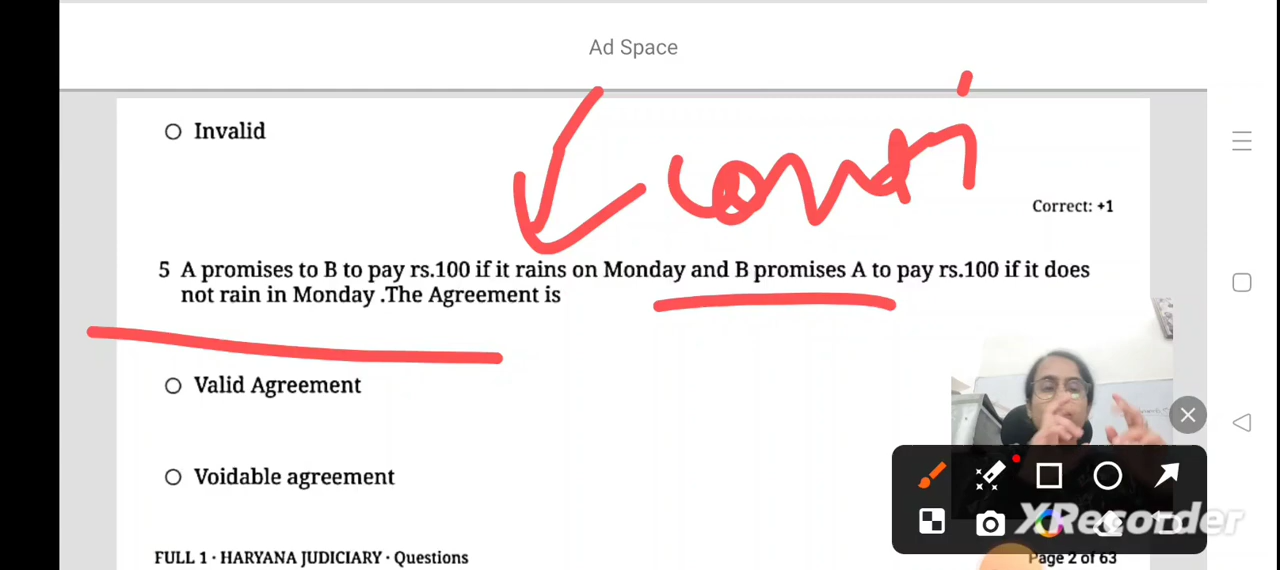 Ad Space
Invalid
conti
Correct: +1
5 A promises to B to pay rs.100 if it rains on Monday and B promises A to pay rs.100 if it does
not rain in Monday .The Agreement is
Valid Agreement
Voidable agreement
XRecorder
FULL 1 · HARYANA JUDICIARY · Questions
Page 2 of 63